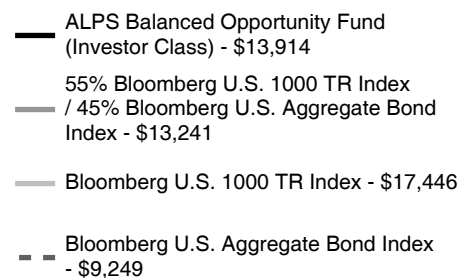 ALPS Balanced Opportunity Fund
(Investor Class) - $13,914
55% Bloomberg U.S. 1000 TR Index
/ 45% Bloomberg U.S. Aggregate Bond
Index - $13,241
Bloomberg U.S. 1000 TR Index - $17,446
Bloomberg U.S. Aggregate Bond Index
- $9,249